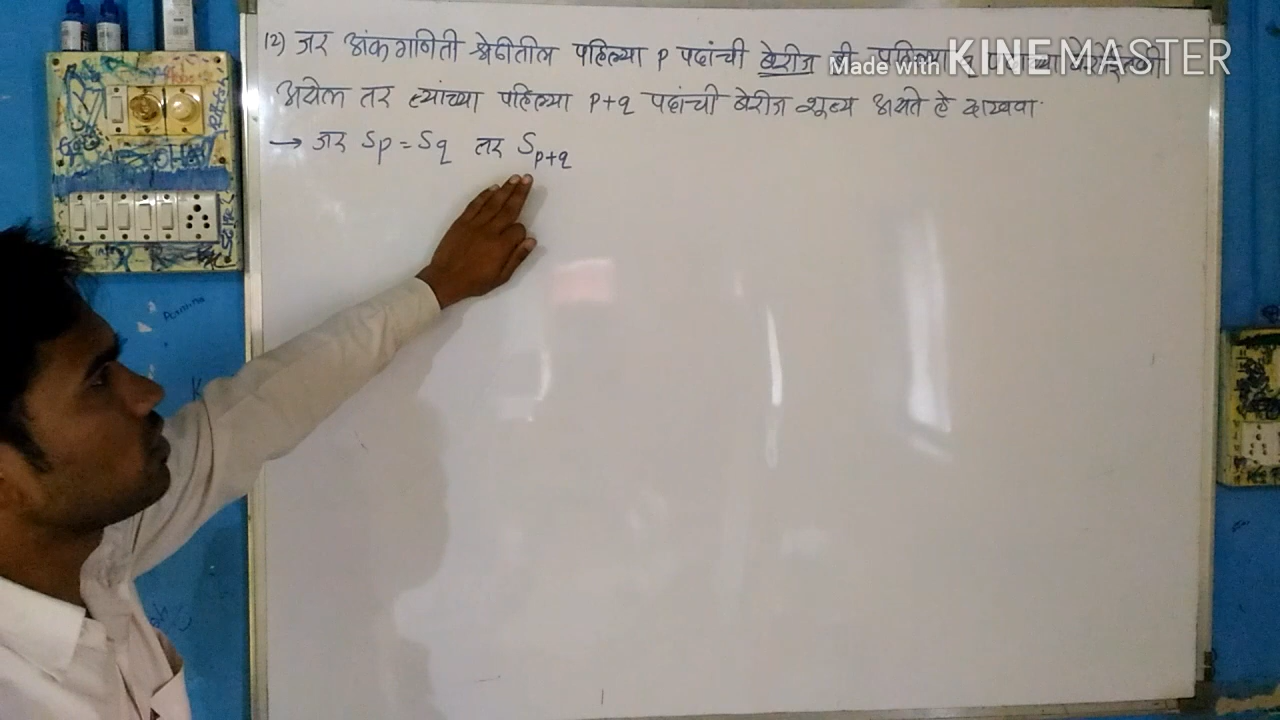 12) जर अंकगणिती श्रेढीतील पहिल्या P पदांची बेरीज ही
Made with KINEMASTER
असेल तर त्यांच्या पहिल्या P+q पदांची बेरीज शून्य असते हे दाखवा.
→ जर Sp = Sq तर Sp+q